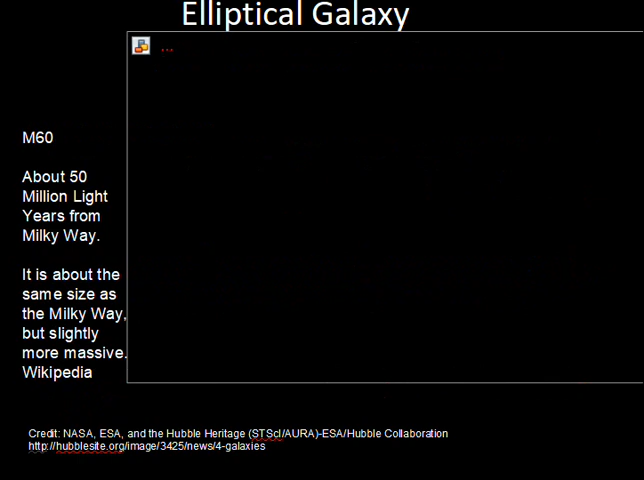 Elliptical Galaxy
...
M60
About 50
Million Light
Years from
Milky Way.
It is about the
same size as
the Milky Way,
but slightly
more massive.
Wikipedia
Credit: NASA, ESA, and the Hubble Heritage (STScI/AURA)-ESA/Hubble Collaboration
http://hubblesite.org/image/3425/news/4-galaxies